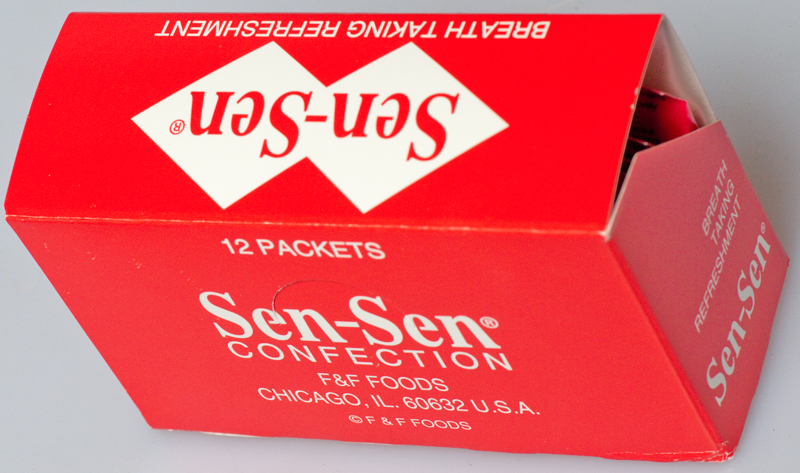 BREATH TAKING REFRESHMENT
Sen-Sen®
12 PACKETS
Sen-Sen®
CONFECTION
F&F FOODS
CHICAGO, IL. 60632 U.S.A.
© F & F FOODS
BREATH
TAKING
REFRESHMENT
Sen-Sen®